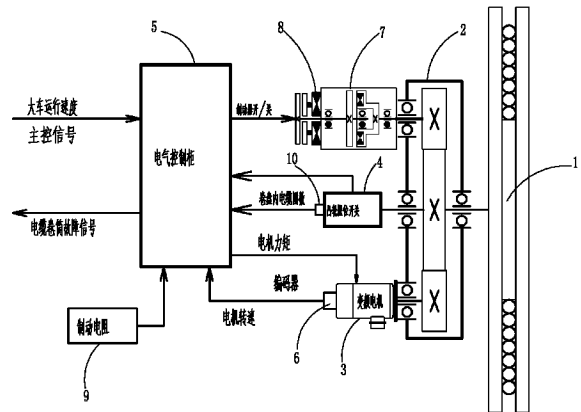 5
8
7
2
大车运行速度
主控信号
制动器开/关
电气控制柜
10
4
1
卷盘内电缆圈数
凸轮限位开关
电缆卷筒故障信号
电机力矩
编码器
变频电机
电机转速
制动电阻
6
3
9